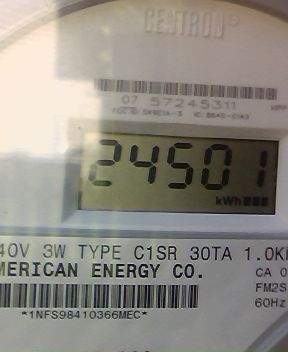 CENTRON®
07 57245311
24501
kWh
40V 3W TYPE C1SR 30TA 1.0K
MERICAN ENERGY CO.
CA 0
FM2S
60Hz
*1NFS98410366MEC*